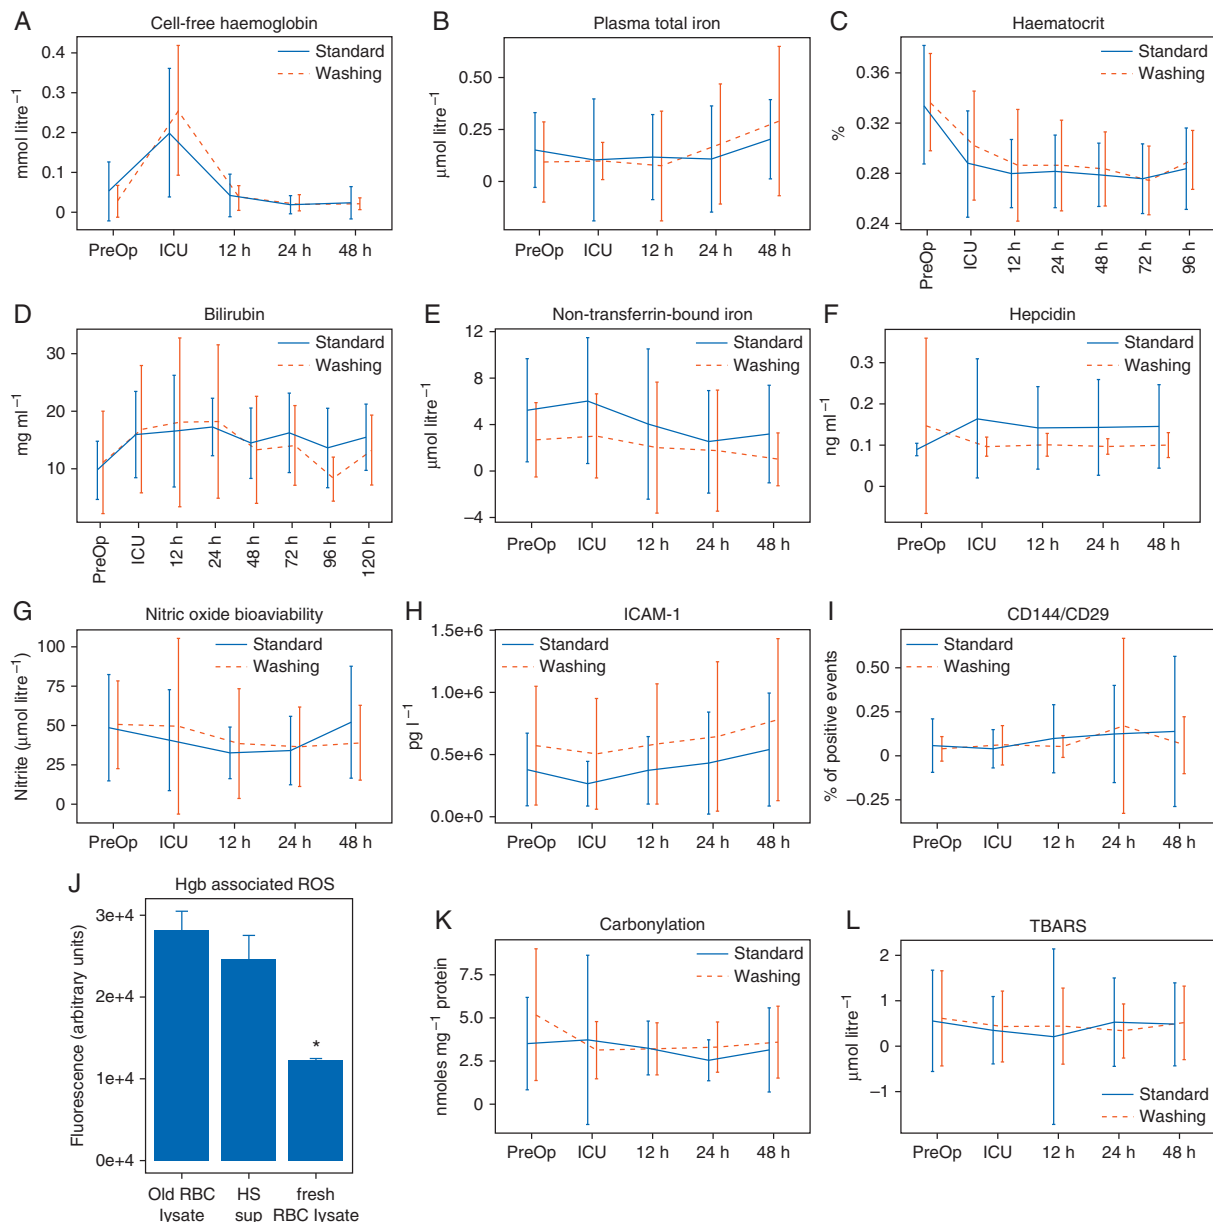 A
Cell-free haemoglobin
mmol litre⁻¹
0.4
0.3
0.2
0.1
0
Standard
Washing
PreOp ICU 12 h 24 h 48 h
B
Plasma total iron
µmol litre⁻¹
0.50
0.25
0
Standard
Washing
PreOp ICU 12 h 24 h 48 h
C
Haematocrit
%
0.36
0.32
0.28
0.24
Standard
Washing
PreOp ICU 12 h 24 h 48 h 72 h 96 h
D
Bilirubin
mg ml⁻¹
30
20
10
Standard
Washing
PreOp ICU 12 h 24 h 48 h 72 h 96 h 120 h
E
Non-transferrin-bound iron
µmol litre⁻¹
12
8
4
0
−4
Standard
Washing
PreOp ICU 12 h 24 h 48 h
F
Hepcidin
ng ml⁻¹
0.3
0.2
0.1
0
Standard
Washing
PreOp ICU 12 h 24 h 48 h
G
Nitric oxide bioaviability
Nitrite (µmol litre⁻¹)
100
75
50
25
0
Standard
Washing
PreOp ICU 12 h 24 h 48 h
H
ICAM-1
pg l⁻¹
1.5e⁶
1.0e⁶
0.5e⁶
0.0e⁺⁰
Standard
Washing
PreOp ICU 12 h 24 h 48 h
I
CD144/CD29
% of positive events
0.50
0.25
0
−0.25
Standard
Washing
PreOp ICU 12 h 24 h 48 h
J
Hgb associated ROS
Fluorescence (arbitrary units)
3e+4
2e+4
1e+4
0e+4
*
Old RBC lysate
HS sup
fresh RBC lysate
K
Carbonylation
nmoles mg⁻¹ protein
7.5
5.0
2.5
0
Standard
Washing
PreOp ICU 12 h 24 h 48 h
L
TBARS
µmol litre⁻¹
2
1
0
−1
Standard
Washing
PreOp ICU 12 h 24 h 48 h